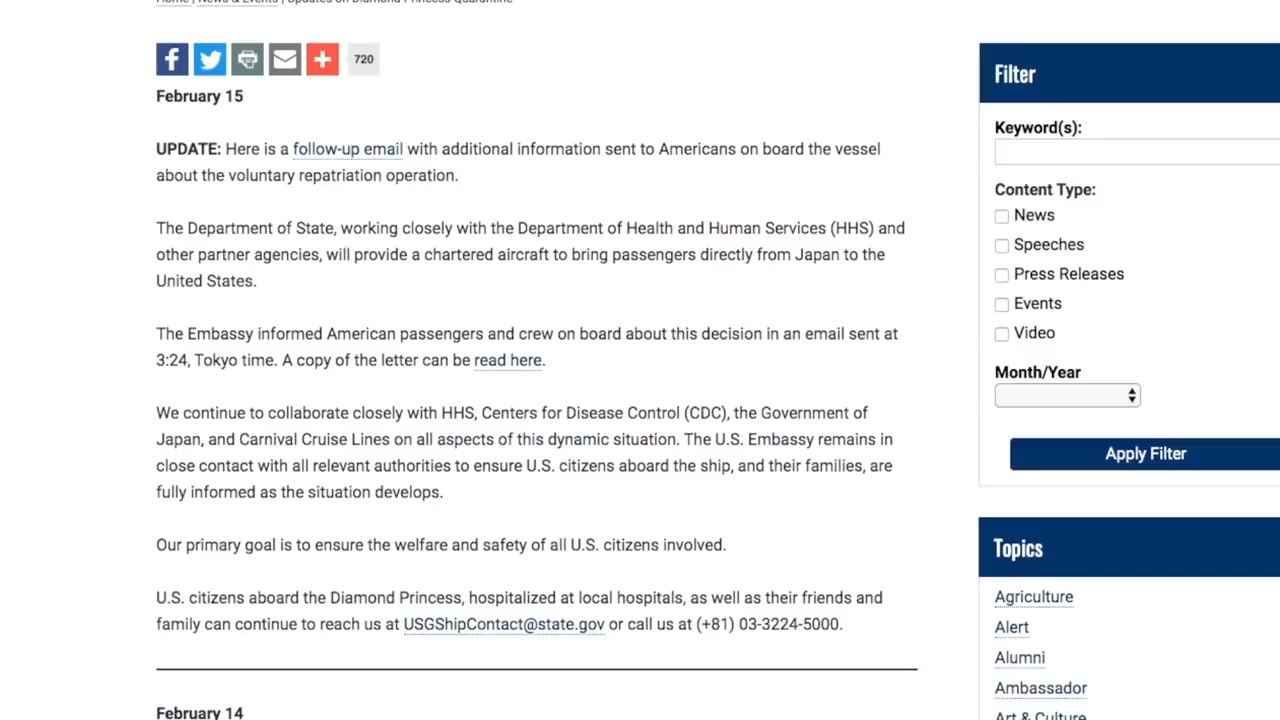 Home | News & Events | Updates on Diamond Princess Quarantine
720
February 15
UPDATE: Here is a follow-up email with additional information sent to Americans on board the vessel
about the voluntary repatriation operation.
The Department of State, working closely with the Department of Health and Human Services (HHS) and
other partner agencies, will provide a chartered aircraft to bring passengers directly from Japan to the
United States.
The Embassy informed American passengers and crew on board about this decision in an email sent at
3:24, Tokyo time. A copy of the letter can be read here.
We continue to collaborate closely with HHS, Centers for Disease Control (CDC), the Government of
Japan, and Carnival Cruise Lines on all aspects of this dynamic situation. The U.S. Embassy remains in
close contact with all relevant authorities to ensure U.S. citizens aboard the ship, and their families, are
fully informed as the situation develops.
Our primary goal is to ensure the welfare and safety of all U.S. citizens involved.
U.S. citizens aboard the Diamond Princess, hospitalized at local hospitals, as well as their friends and
family can continue to reach us at USGShipContact@state.gov or call us at (+81) 03-3224-5000.
February 14
Filter
Keyword(s):
Content Type:
News
Speeches
Press Releases
Events
Video
Month/Year
Apply Filter
Topics
Agriculture
Alert
Alumni
Ambassador
Art & Culture